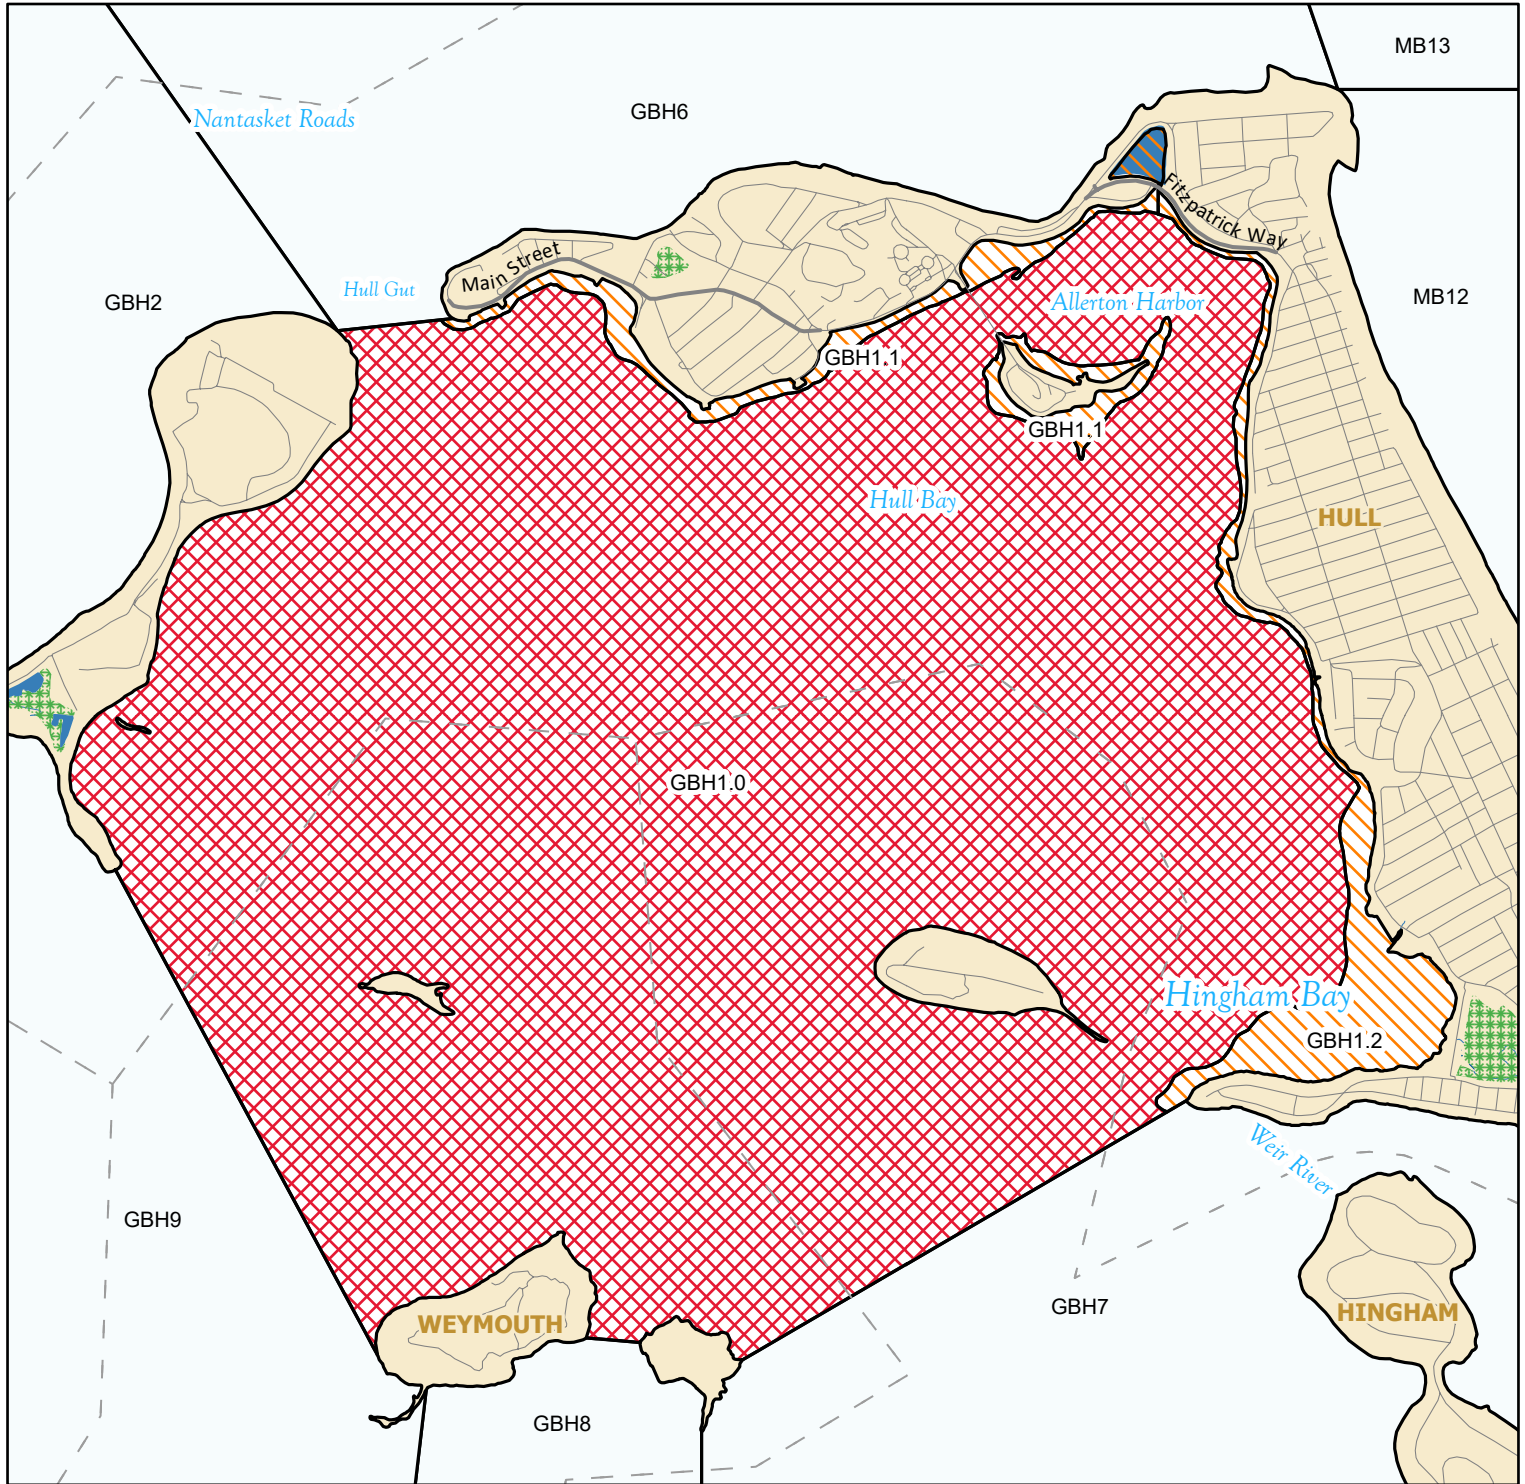 MB13
GBH6
Nantasket Roads
Fitzpatrick Way
Main Street
Hull Gut
GBH2
MB12
Allerton Harbor
GBH1.1
GBH1.1
Hull Bay
HULL
GBH1.0
Hingham Bay
GBH1.2
Weir River
GBH9
GBH7
WEYMOUTH
HINGHAM
GBH8